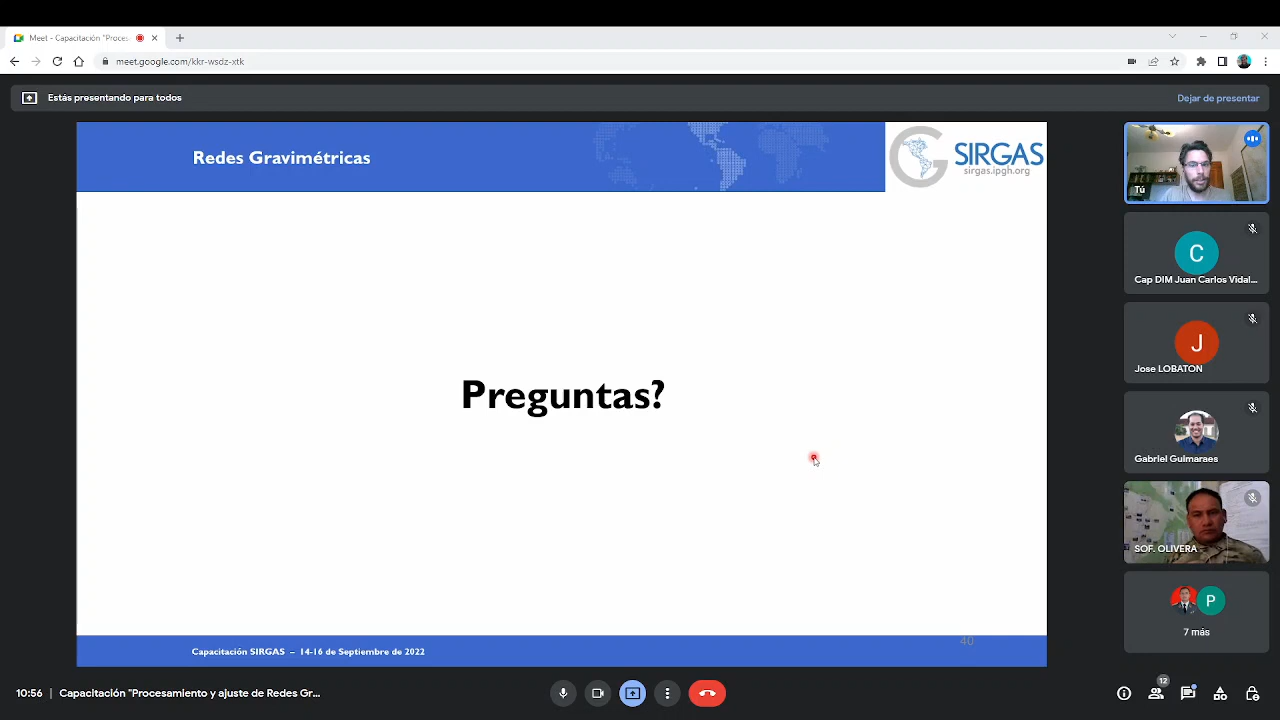 Meet - Capacitación "Proces
meet.google.com/kkr-wsdz-xtk
Estás presentando para todos
Dejar de presentar
Redes Gravimétricas
SIRGAS
sirgas.ipgh.org
Preguntas?
40
Capacitación SIRGAS – 14-16 de Septiembre de 2022
Tú
C
Cap DIM Juan Carlos Vidal...
J
Jose LOBATON
Gabriel Guimaraes
SOF. OLIVERA
P
7 más
10:56 | Capacitación "Procesamiento y ajuste de Redes Gr...
12